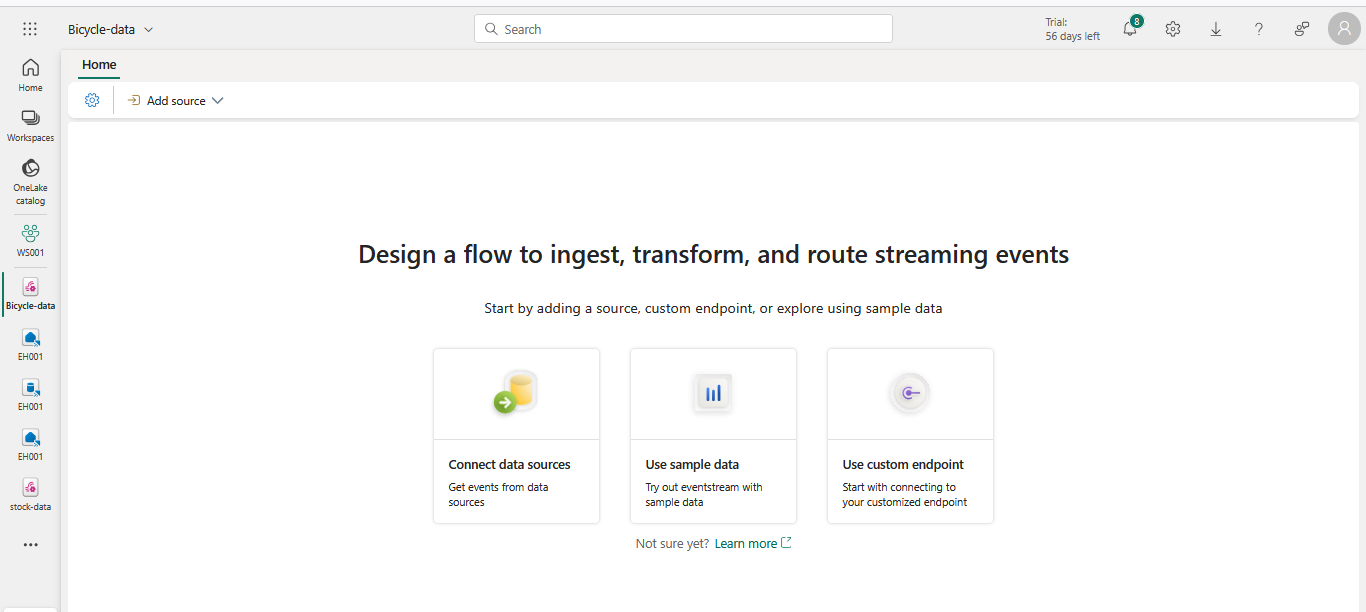 Bicycle-data
Search
Trial:
56 days left
8
Home
Add source
Home
Workspaces
OneLake
catalog
WS001
Bicycle-data
EH001
EH001
EH001
stock-data
Design a flow to ingest, transform, and route streaming events
Start by adding a source, custom endpoint, or explore using sample data
Connect data sources
Get events from data
sources
Use sample data
Try out eventstream with
sample data
Use custom endpoint
Start with connecting to
your customized endpoint
Not sure yet? Learn more